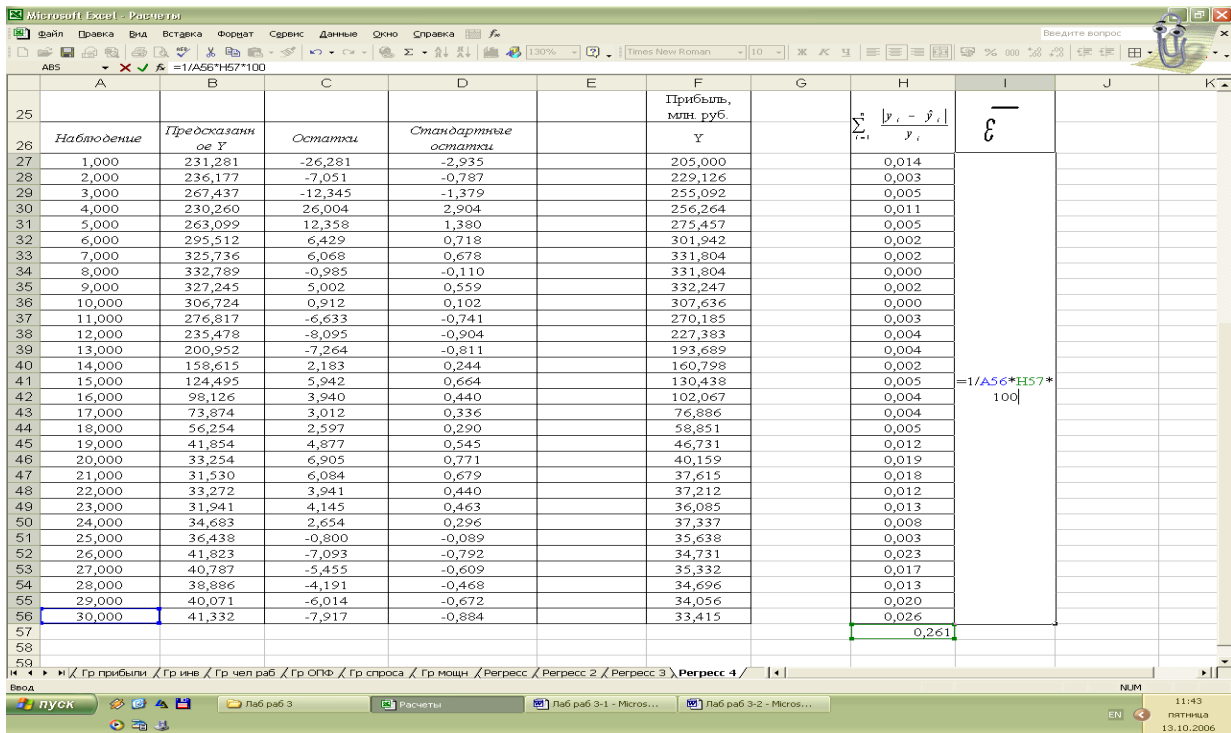 Microsoft Excel - Расчеты
Файл Правка Вид Вставка Формат Сервис Данные Окно Справка Введите вопрос
130% Times New Roman 10 Ж К Ч
ABS =1/A56*H57*100
A B C D E F G H I J K
25 Прибыль, млн. руб.
26 Наблюдение Предсказанное Y Остатки Стандартные остатки Y ∑ i=1 n |y i - ŷ i| / y i ε̅
27 1,000 231,281 -26,281 -2,935 205,000 0,014
28 2,000 236,177 -7,051 -0,787 229,126 0,003
29 3,000 267,437 -12,345 -1,379 255,092 0,005
30 4,000 230,260 26,004 2,904 256,264 0,011
31 5,000 263,099 12,358 1,380 275,457 0,005
32 6,000 295,512 6,429 0,718 301,942 0,002
33 7,000 325,736 6,068 0,678 331,804 0,002
34 8,000 332,789 -0,985 -0,110 331,804 0,000
35 9,000 327,245 5,002 0,559 332,247 0,002
36 10,000 306,724 0,912 0,102 307,636 0,000
37 11,000 276,817 -6,633 -0,741 270,185 0,003
38 12,000 235,478 -8,095 -0,904 227,383 0,004
39 13,000 200,952 -7,264 -0,811 193,689 0,004
40 14,000 158,615 2,183 0,244 160,798 0,002
41 15,000 124,495 5,942 0,664 130,438 0,005 =1/A56*H57*
42 16,000 98,126 3,940 0,440 102,067 0,004 100
43 17,000 73,874 3,012 0,336 76,886 0,004
44 18,000 56,254 2,597 0,290 58,851 0,005
45 19,000 41,854 4,877 0,545 46,731 0,012
46 20,000 33,254 6,905 0,771 40,159 0,019
47 21,000 31,530 6,084 0,679 37,615 0,018
48 22,000 33,272 3,941 0,440 37,212 0,012
49 23,000 31,941 4,145 0,463 36,085 0,013
50 24,000 34,683 2,654 0,296 37,337 0,008
51 25,000 36,438 -0,800 -0,089 35,638 0,003
52 26,000 41,823 -7,093 -0,792 34,731 0,023
53 27,000 40,787 -5,455 -0,609 35,332 0,017
54 28,000 38,886 -4,191 -0,468 34,696 0,013
55 29,000 40,071 -6,014 -0,672 34,056 0,020
56 30,000 41,332 -7,917 -0,884 33,415 0,026
57 0,261
58
59
Гр прибыли / Гр инв / Гр чел раб / Гр ОПФ / Гр спроса / Гр мощн / Регресс / Регресс 2 / Регресс 3 \ Регресс 4 /
Ввод NUM
пуск Лаб раб 3 Расчеты Лаб раб 3-1 - Micros... Лаб раб 3-2 - Micros... EN 11:43
пятница
13.10.2006